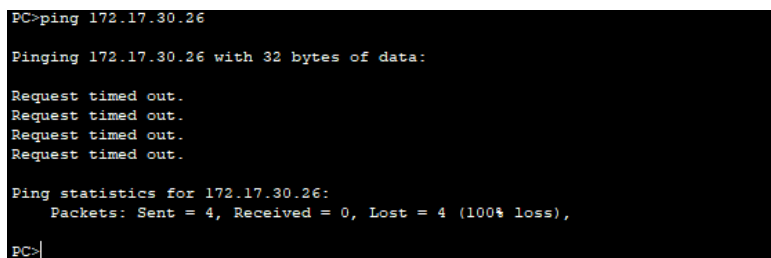 PC>ping 172.17.30.26
Pinging 172.17.30.26 with 32 bytes of data:
Request timed out.
Request timed out.
Request timed out.
Request timed out.
Ping statistics for 172.17.30.26:
    Packets: Sent = 4, Received = 0, Lost = 4 (100% loss),
PC>